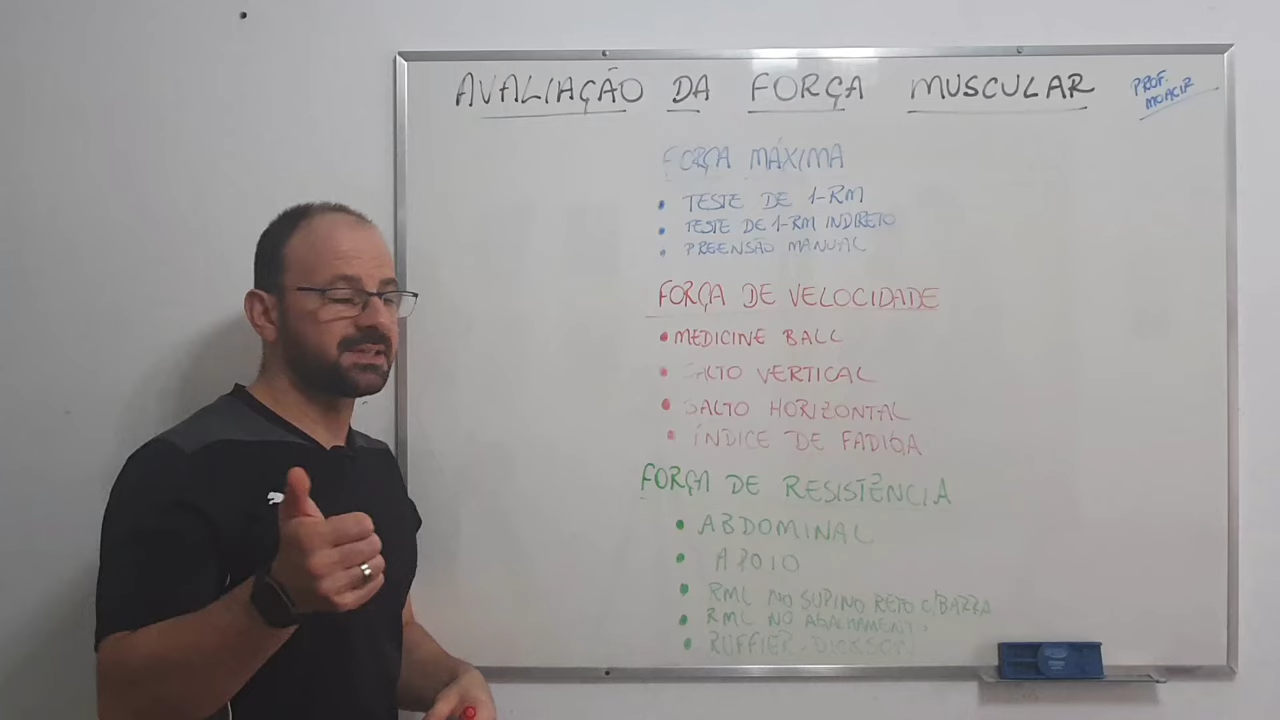 AVALIAÇÃO DA FORÇA MUSCULAR
PROF. MOACIR
FORÇA MÁXIMA
• TESTE DE 1-RM
• TESTE DE 1-RM INDIRETO
• PREENSÃO MANUAL
FORÇA DE VELOCIDADE
• MEDICINE BALL
• SALTO VERTICAL
• SALTO HORIZONTAL
• ÍNDICE DE FADIGA
FORÇA DE RESISTÊNCIA
• ABDOMINAL
• APOIO
• RML NO SUPINO RETO C/BARRA
• RML NO AGACHAMENTO
• RUFFIER-DICKSON